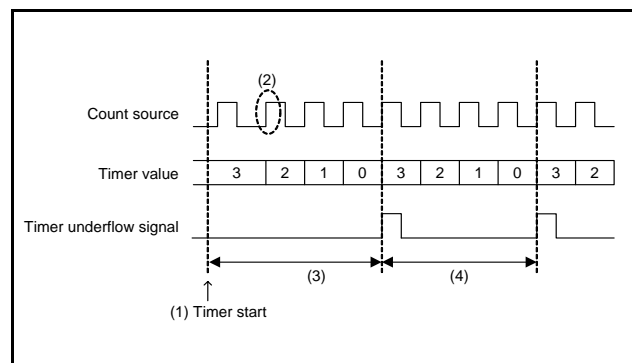 (2)
Count source
Timer value 3 2 1 0 3 2 1 0 3 2
Timer underflow signal
(3) (4)
(1) Timer start